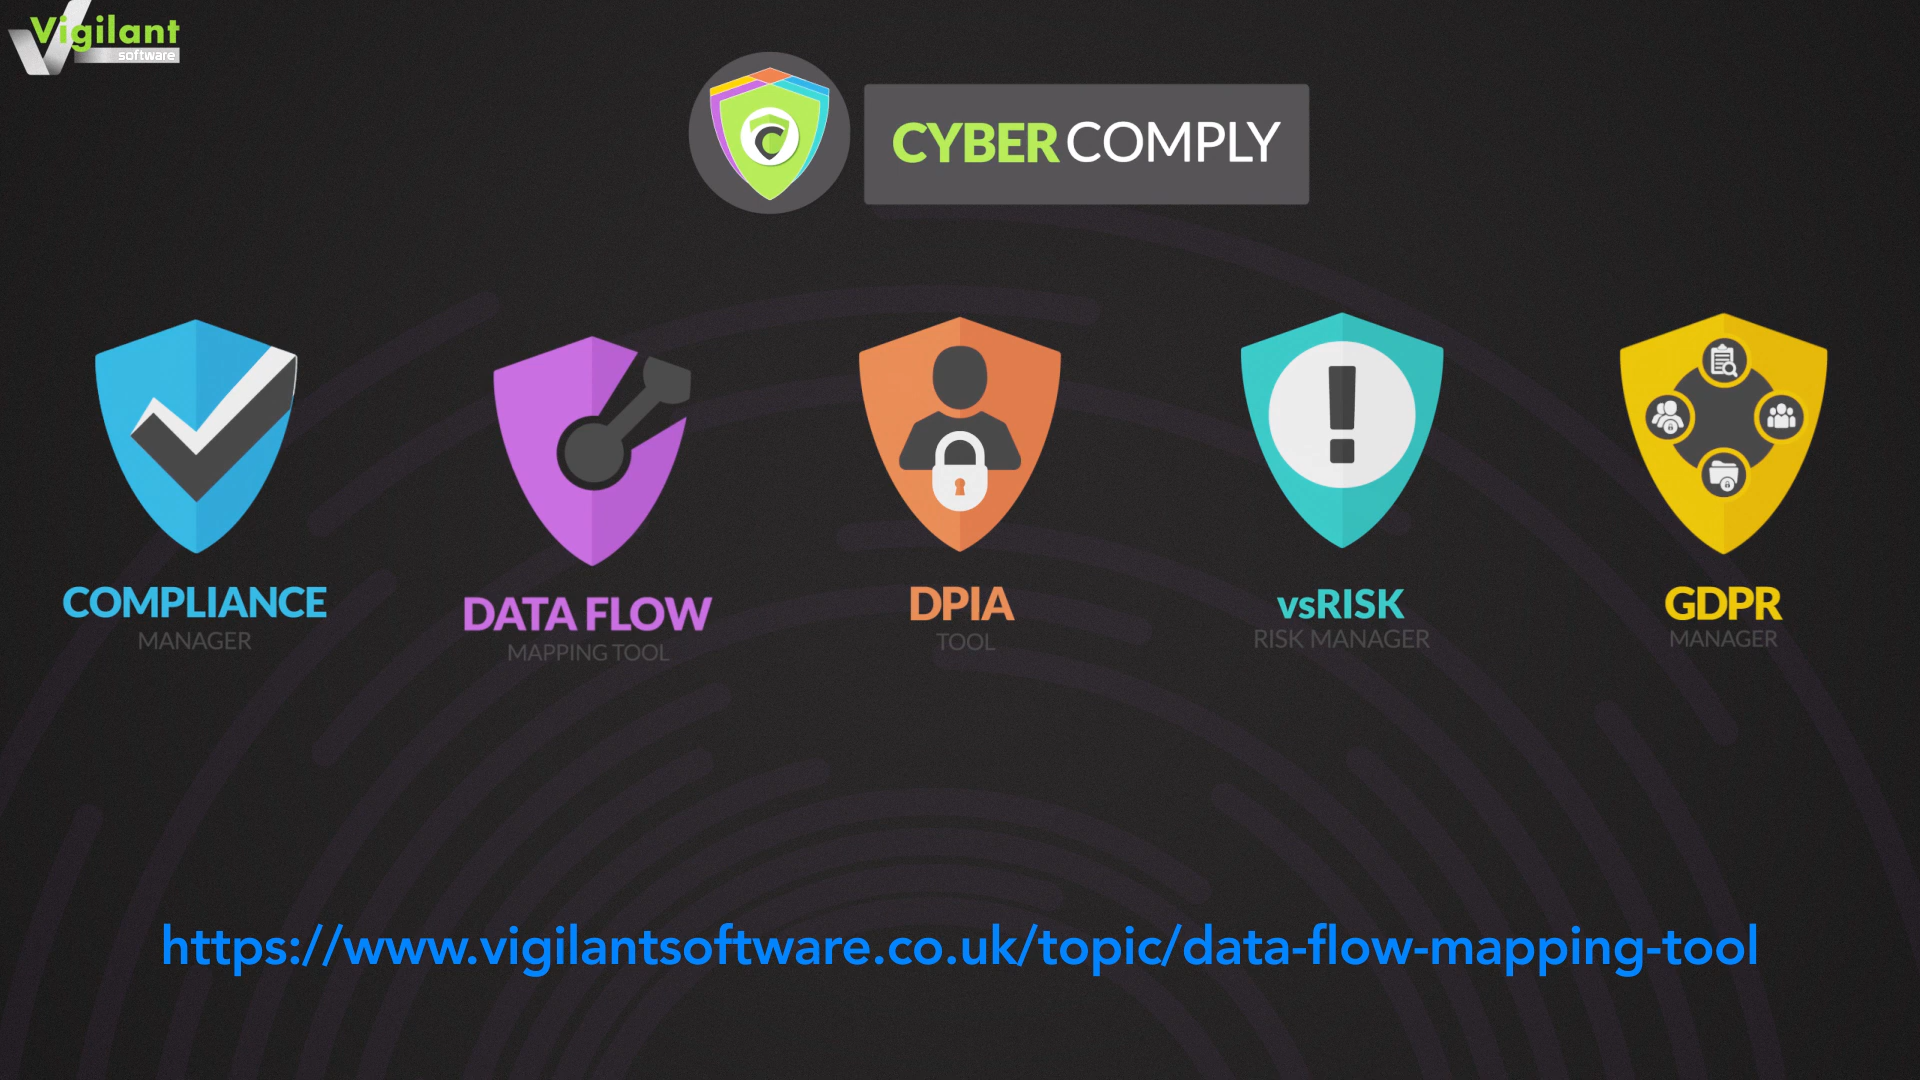 Vigilant
software
CYBER COMPLY
COMPLIANCE
MANAGER
DATA FLOW
MAPPING TOOL
DPIA
TOOL
vsRISK
RISK MANAGER
GDPR
MANAGER
https://www.vigilantsoftware.co.uk/topic/data-flow-mapping-tool